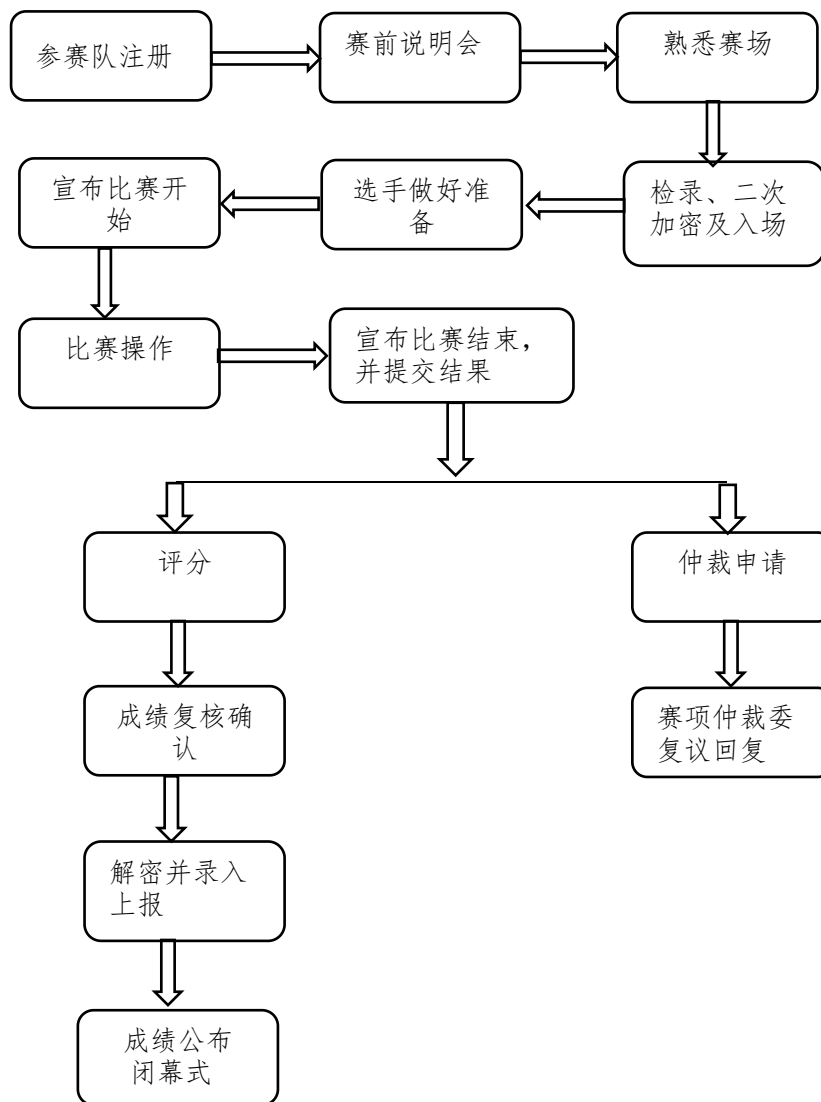 参赛队注册
赛前说明会
熟悉赛场
检录、二次
加密及入场
选手做好准
备
宣布比赛开
始
比赛操作
宣布比赛结束，
并提交结果
评分
仲裁申请
成绩复核确
认
赛项仲裁委
复议回复
解密并录入
上报
成绩公布
闭幕式